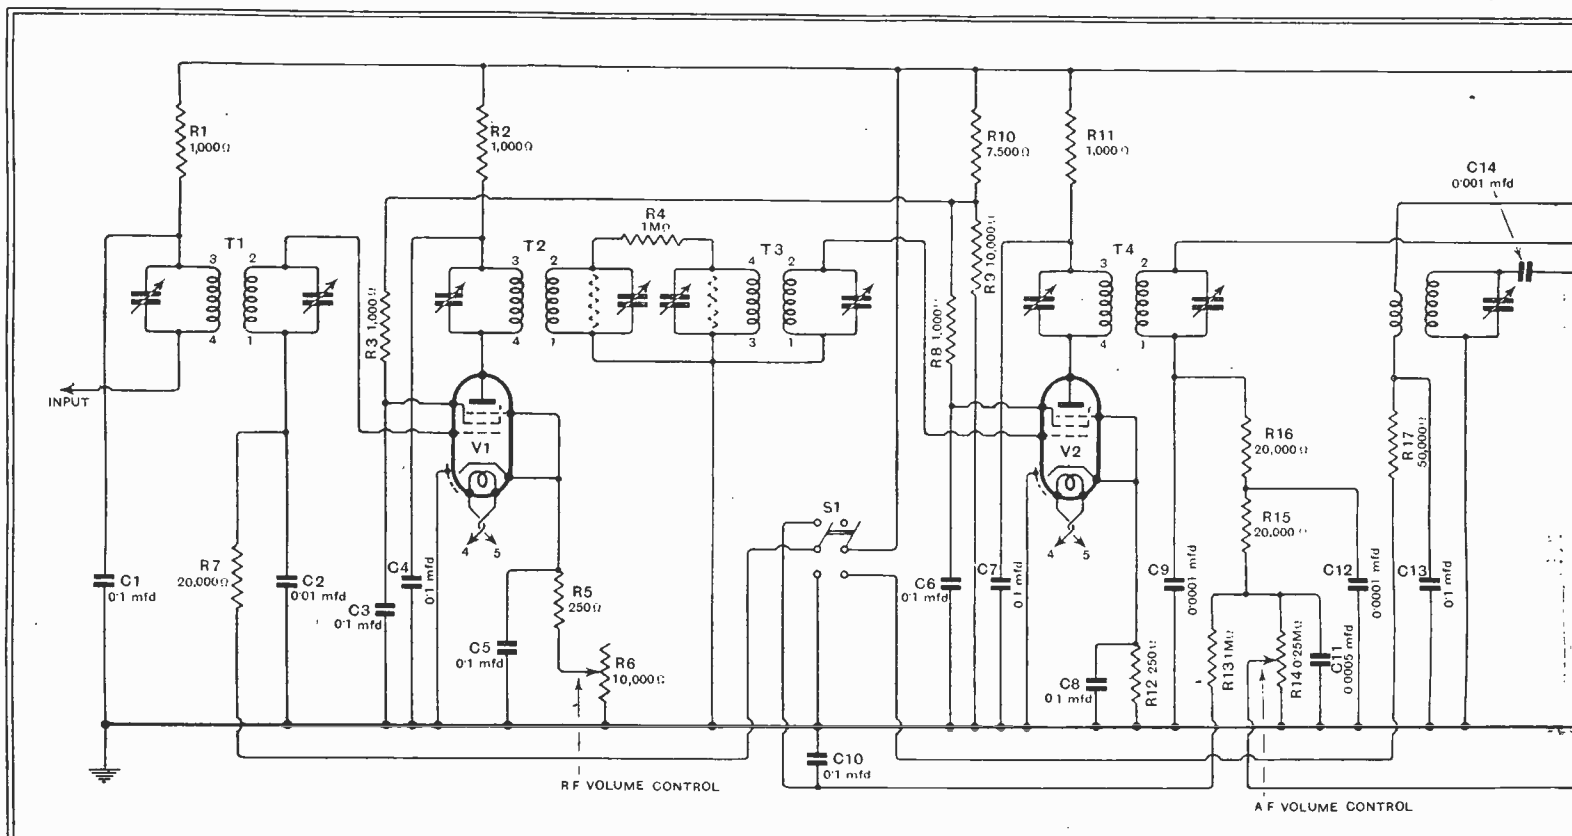 R1
1,000Ω
R2
1,000Ω
R10
7,500Ω
R11
1,000Ω
C14
0·001 mfd
R4
1MΩ
T1
T2
T3
T4
3
2
3
2
4
2
3
2
4
1
4
1
3
1
4
1
R3 1,000Ω
R8 1,000Ω
R9 10,000Ω
INPUT
V1
V2
4
5
4
5
S1
R16
20,000Ω
R15
20,000Ω
R17
50,000Ω
R7
20,000Ω
C1
0·1 mfd
C2
0·01 mfd
C3
0·1 mfd
C4
0·1 mfd
R5
250Ω
C5
0·1 mfd
R6
10,000Ω
C6
0·1 mfd
C7
0·1 mfd
C8
0·1 mfd
R12 250Ω
C9
0·0001 mfd
R13 1MΩ
R14 0·25MΩ
C11
0·0005 mfd
C12
0·0001 mfd
C13
0·1 mfd
C10
0·1 mfd
RF VOLUME CONTROL
AF VOLUME CONTROL